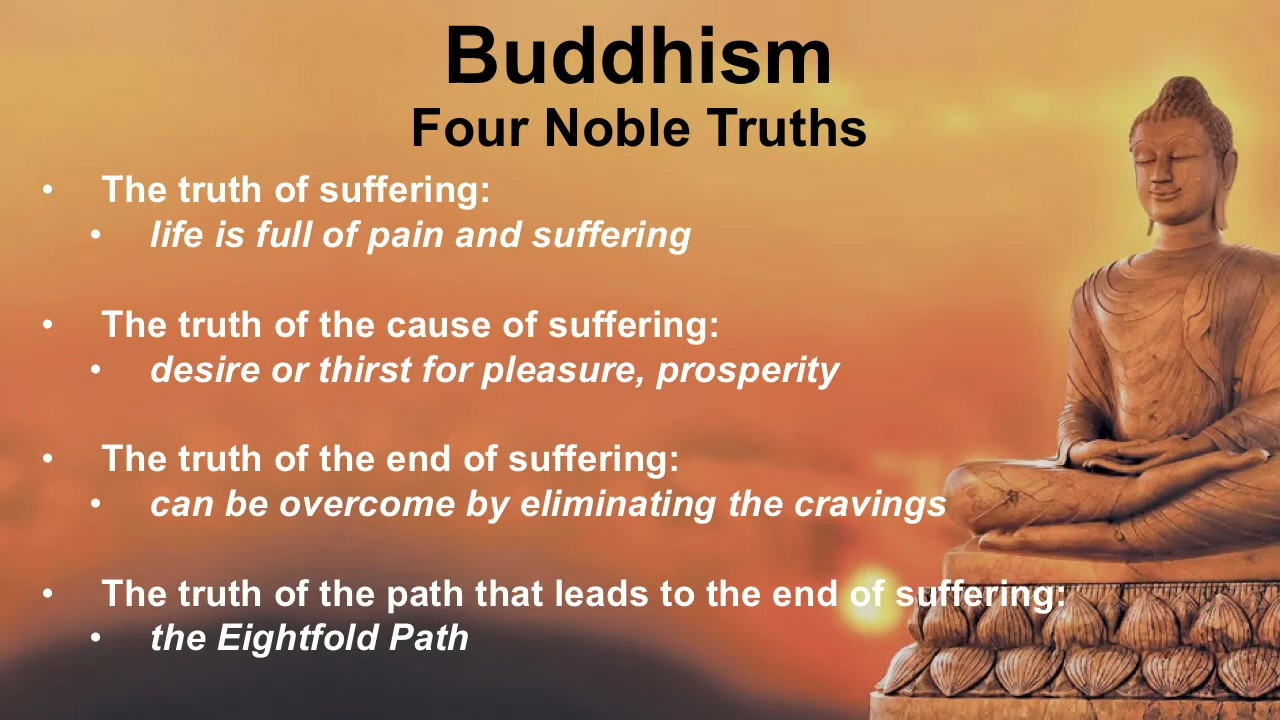 Buddhism
Four Noble Truths
• The truth of suffering:
• life is full of pain and suffering
• The truth of the cause of suffering:
• desire or thirst for pleasure, prosperity
• The truth of the end of suffering:
• can be overcome by eliminating the cravings
• The truth of the path that leads to the end of suffering:
• the Eightfold Path